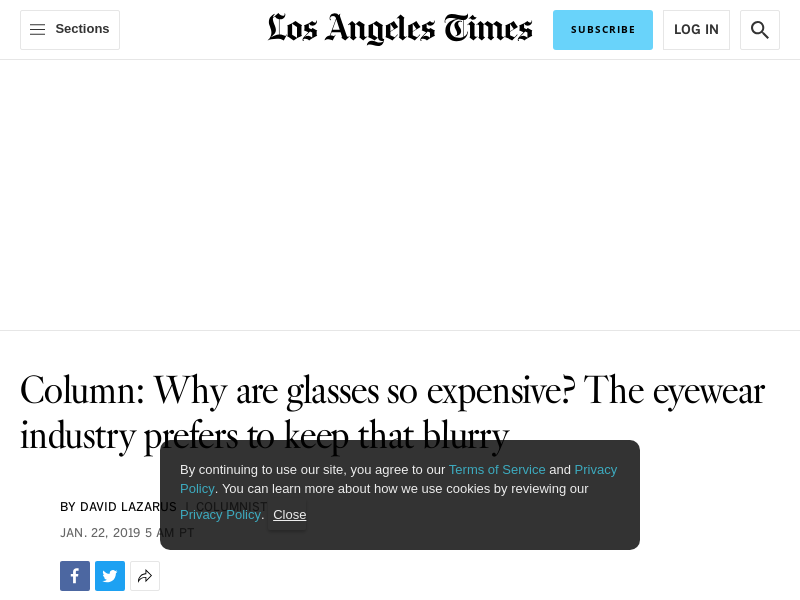 Sections
Los Angeles Times
SUBSCRIBE
LOG IN
Column: Why are glasses so expensive? The eyewear
industry prefers to keep that blurry
By continuing to use our site, you agree to our Terms of Service and Privacy
Policy. You can learn more about how we use cookies by reviewing our
Privacy Policy. Close
BY DAVID LAZARUS | COLUMNIST
JAN. 22, 2019 5 AM PT